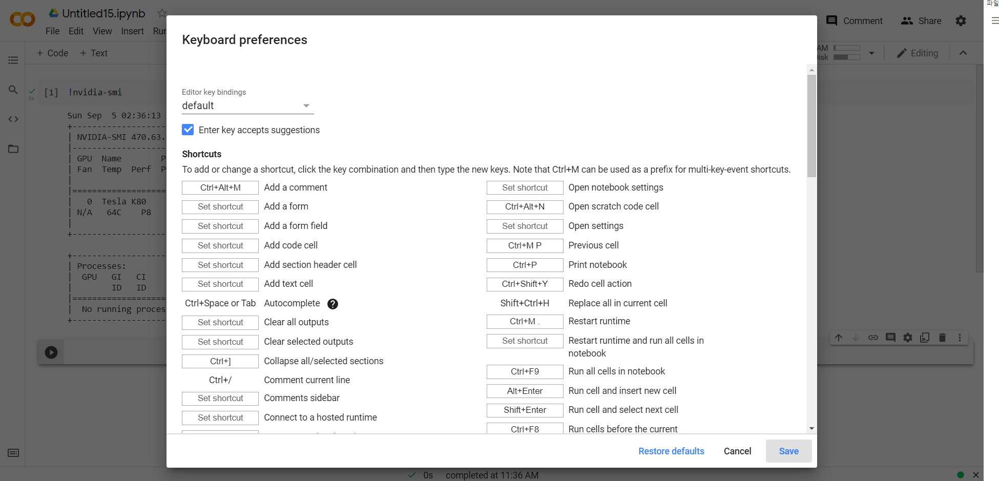 Untitled15.ipynb
File Edit View Insert Run
Comment
Share
+ Code + Text
AM
Disk
Editing
[1] !nvidia-smi
0s
Sun Sep 5 02:36:13
NVIDIA-SMI 470.63.
GPU Name P
Fan Temp Perf P
0 Tesla K80
N/A 64C P8
Processes:
GPU GI CI
ID ID
No running proces
Keyboard preferences
Editor key bindings
default
Enter key accepts suggestions
Shortcuts
To add or change a shortcut, click the key combination and then type the new keys. Note that Ctrl+M can be used as a prefix for multi-key-event shortcuts.
Ctrl+Alt+M Add a comment
Set shortcut Add a form
Set shortcut Add a form field
Set shortcut Add code cell
Set shortcut Add section header cell
Set shortcut Add text cell
Ctrl+Space or Tab Autocomplete ?
Set shortcut Clear all outputs
Set shortcut Clear selected outputs
Ctrl+] Collapse all/selected sections
Ctrl+/ Comment current line
Set shortcut Comments sidebar
Set shortcut Connect to a hosted runtime
Set shortcut Open notebook settings
Ctrl+Alt+N Open scratch code cell
Set shortcut Open settings
Ctrl+M P Previous cell
Ctrl+P Print notebook
Ctrl+Shift+Y Redo cell action
Shift+Ctrl+H Replace all in current cell
Ctrl+M . Restart runtime
Set shortcut Restart runtime and run all cells in
notebook
Ctrl+F9 Run all cells in notebook
Alt+Enter Run cell and insert new cell
Shift+Enter Run cell and select next cell
Ctrl+F8 Run cells before the current
Restore defaults
Cancel
Save
0s completed at 11:36 AM
파일